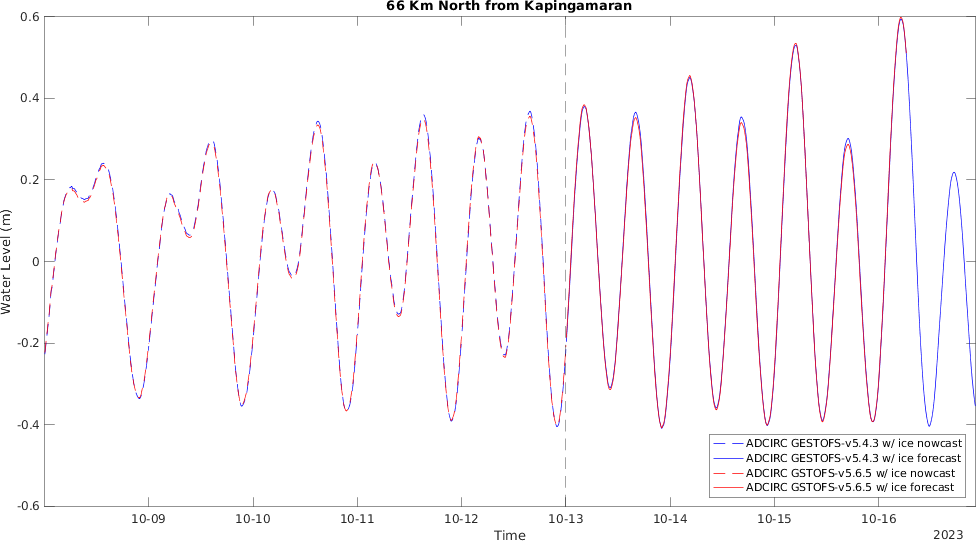 66 Km North from Kapingamaran
0.6
0.4
0.2
0
-0.2
-0.4
-0.6
Water Level (m)
10-09
10-10
10-11
10-12
10-13
10-14
10-15
10-16
Time
2023
ADCIRC GESTOFS-v5.4.3 w/ ice nowcast
ADCIRC GESTOFS-v5.4.3 w/ ice forecast
ADCIRC GSTOFS-v5.6.5 w/ ice nowcast
ADCIRC GSTOFS-v5.6.5 w/ ice forecast